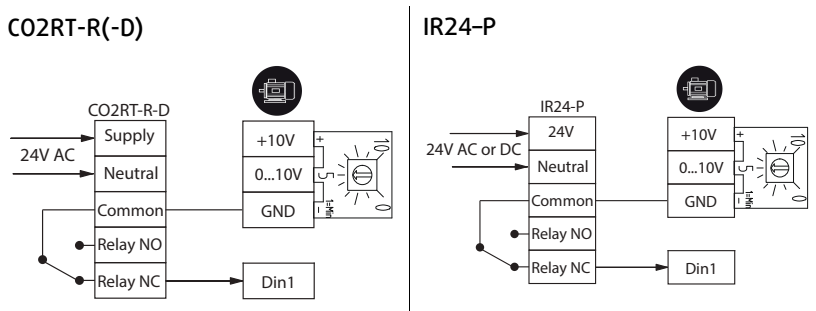 CO2RT-R(-D)
CO2RT-R-D
24V AC
Supply
Neutral
Common
Relay NO
Relay NC
+10V
0...10V
GND
Din1
+
-
10
5
0
1=Min
IR24-P
IR24-P
24V AC or DC
24V
Neutral
Common
Relay NO
Relay NC
+10V
0...10V
GND
Din1
+
-
10
5
0
1=Min